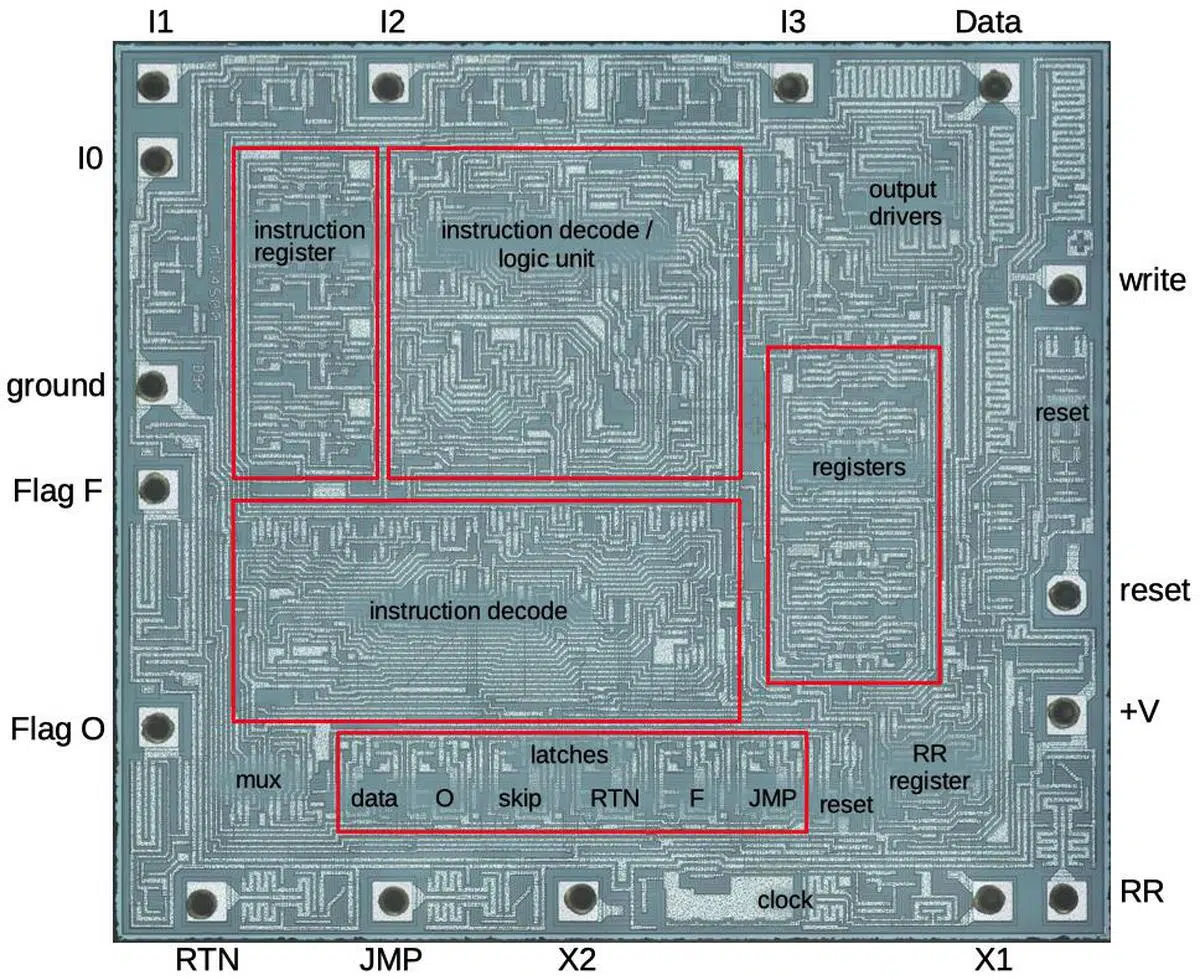 I1
I2
I3
Data
I0
instruction
register
instruction decode /
logic unit
output
drivers
write
ground
reset
registers
Flag F
instruction decode
reset
Flag O
+V
mux
latches
data
O
skip
RTN
F
JMP
reset
RR
register
clock
RR
RTN
JMP
X2
X1